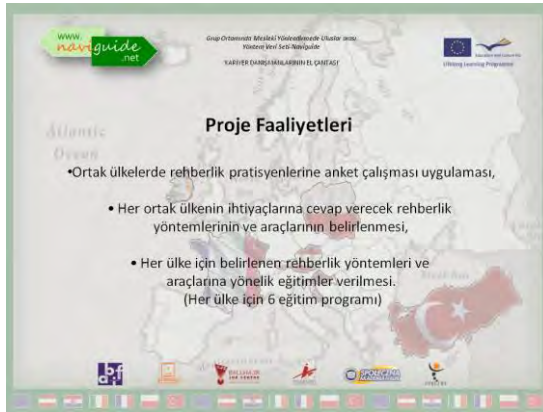 www.
naviguide
.net
Grup Ortamında Mesleki Yönlendirmede Uluslar arası
Yöntem Veri Seti-Naviguide
KARİYER DANIŞMANLARININ EL ÇANTASI
Lifelong Learning Programme
Atlantic
Ocean
Proje Faaliyetleri
•Ortak ülkelerde rehberlik pratisyenlerine anket çalışması uygulaması,
• Her ortak ülkenin ihtiyaçlarına cevap verecek rehberlik
yöntemlerinin ve araçlarının belirlenmesi,
• Her ülke için belirlenen rehberlik yöntemleri ve
araçlarına yönelik eğitimler verilmesi.
(Her ülke için 6 eğitim programı)